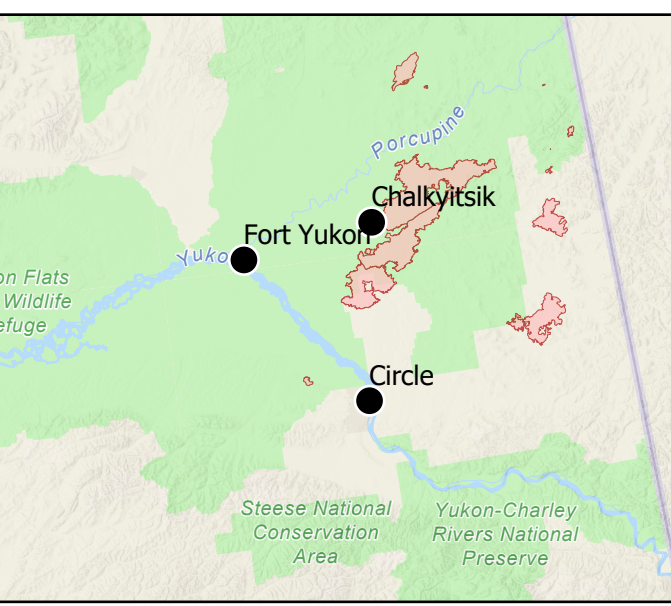 Porcupine
Chalkyitsik
Fort Yukon
Yuko
on Flats
Wildlife
efuge
Circle
Steese National
Conservation
Area
Yukon-Charley
Rivers National
Preserve